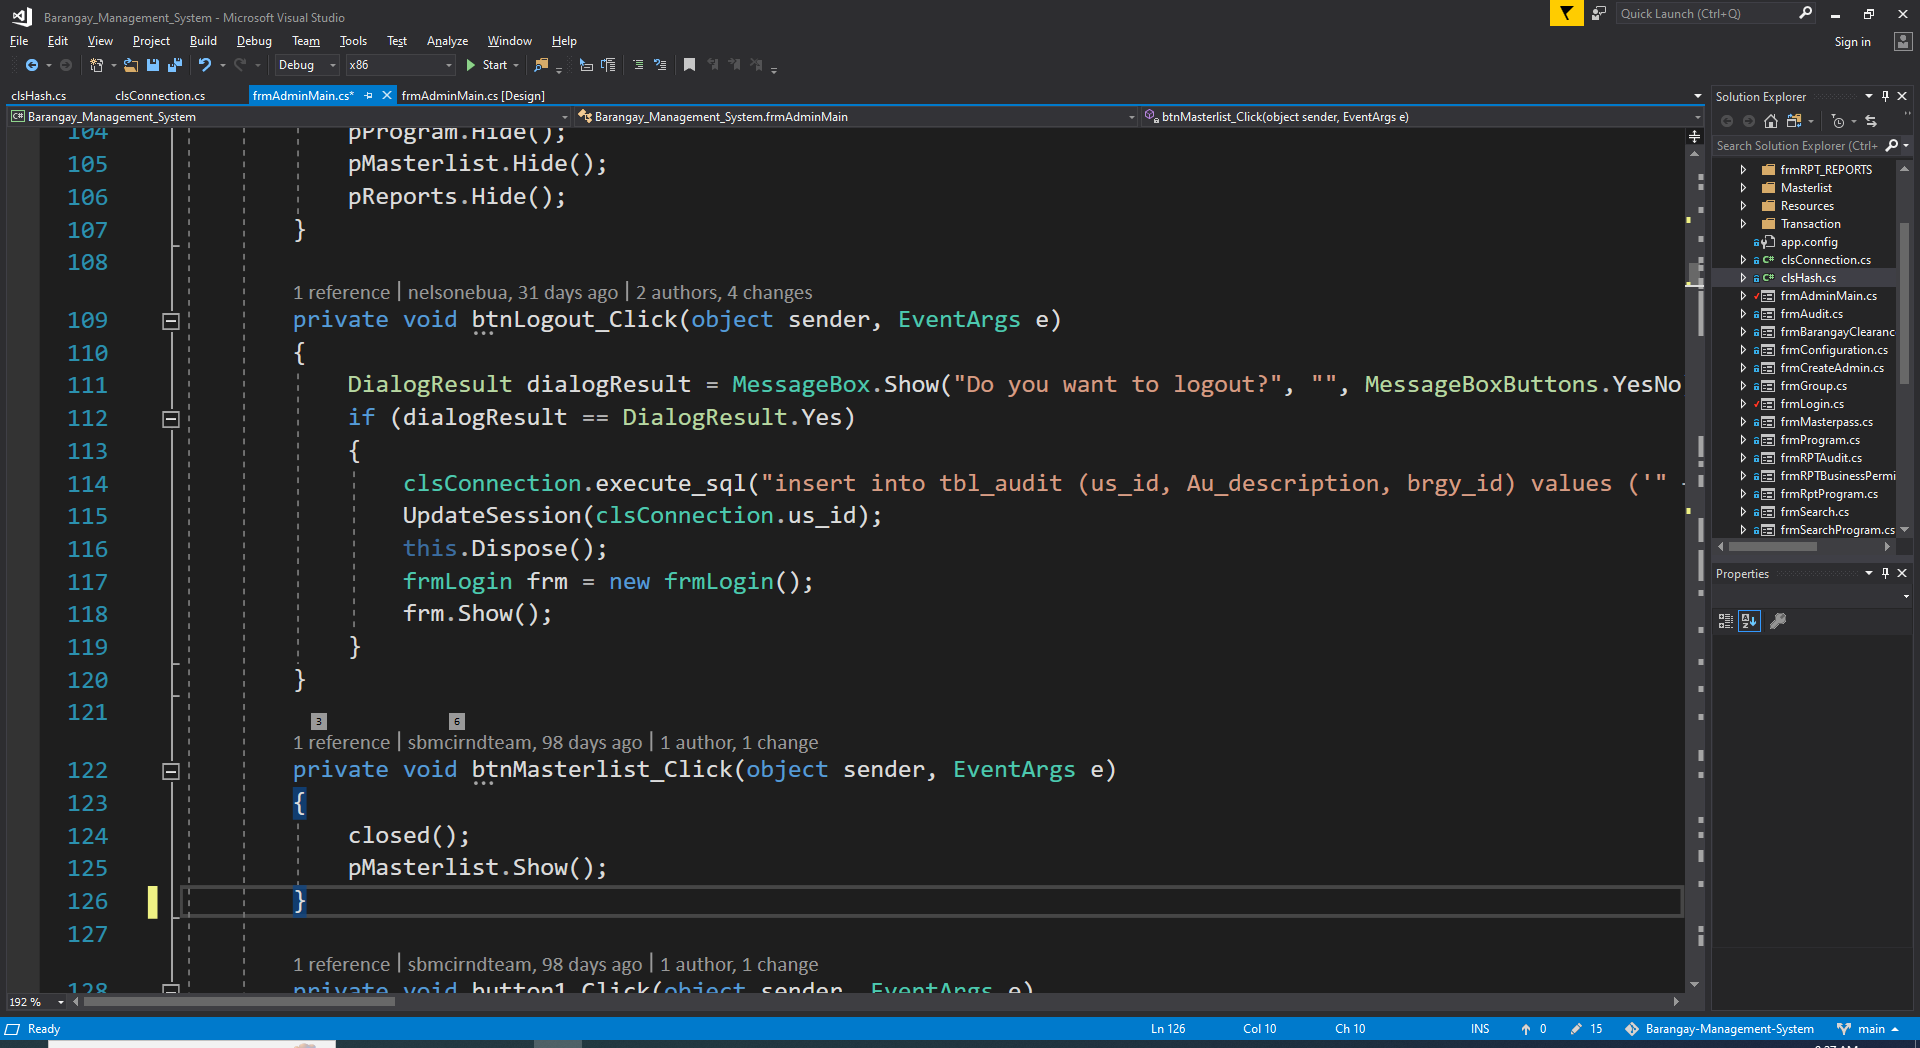 Barangay_Management_System - Microsoft Visual Studio
Quick Launch (Ctrl+Q)
File Edit View Project Build Debug Team Tools Test Analyze Window Help
Sign in
Debug x86 Start
clsHash.cs clsConnection.cs frmAdminMain.cs* frmAdminMain.cs [Design]
Barangay_Management_System Barangay_Management_System.frmAdminMain btnMasterlist_Click(object sender, EventArgs e)
104 pProgram.Hide();
105 pMasterlist.Hide();
106 pReports.Hide();
107 }
108
1 reference | nelsonebua, 31 days ago | 2 authors, 4 changes
109 private void btnLogout_Click(object sender, EventArgs e)
110 {
111 DialogResult dialogResult = MessageBox.Show("Do you want to logout?", "", MessageBoxButtons.YesNo
112 if (dialogResult == DialogResult.Yes)
113 {
114 clsConnection.execute_sql("insert into tbl_audit (us_id, Au_description, brgy_id) values ('"
115 UpdateSession(clsConnection.us_id);
116 this.Dispose();
117 frmLogin frm = new frmLogin();
118 frm.Show();
119 }
120 }
121
3 6
1 reference | sbmcirndteam, 98 days ago | 1 author, 1 change
122 private void btnMasterlist_Click(object sender, EventArgs e)
123 {
124 closed();
125 pMasterlist.Show();
126 }
127
1 reference | sbmcirndteam, 98 days ago | 1 author, 1 change
128 private void button1_Click(object sender, EventArgs e)
192 %
Solution Explorer
Search Solution Explorer (Ctrl+
frmRPT_REPORTS
Masterlist
Resources
Transaction
app.config
C# clsConnection.cs
C# clsHash.cs
frmAdminMain.cs
frmAudit.cs
frmBarangayClearanc
frmConfiguration.cs
frmCreateAdmin.cs
frmGroup.cs
frmLogin.cs
frmMasterpass.cs
frmProgram.cs
frmRPTAudit.cs
frmRPTBusinessPermi
frmRptProgram.cs
frmSearch.cs
frmSearchProgram.cs
Properties
Ready Ln 126 Col 10 Ch 10 INS 0 15 Barangay-Management-System main